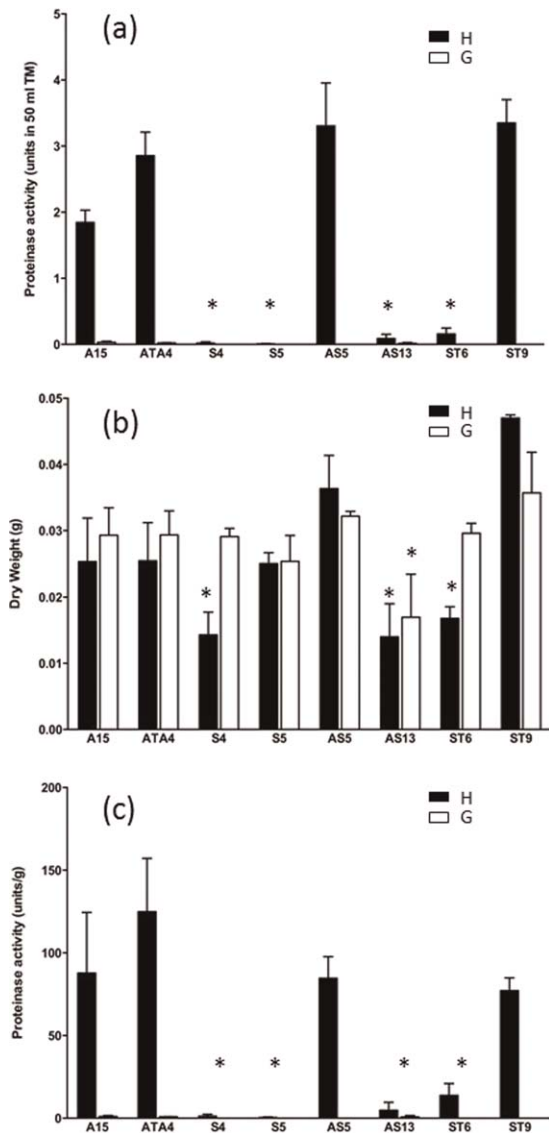 (a)
H
G
Proteinase activity (units in 50 ml TM)
5
4
3
2
1
0
* * * *
A15 ATA4 S4 S5 AS5 AS13 ST6 ST9
(b)
H
G
Dry Weight (g)
0.05
0.04
0.03
0.02
0.01
0.00
* * * *
A15 ATA4 S4 S5 AS5 AS13 ST6 ST9
(c)
H
G
Proteinase activity (units/g)
200
150
100
50
0
* * * *
A15 ATA4 S4 S5 AS5 AS13 ST6 ST9